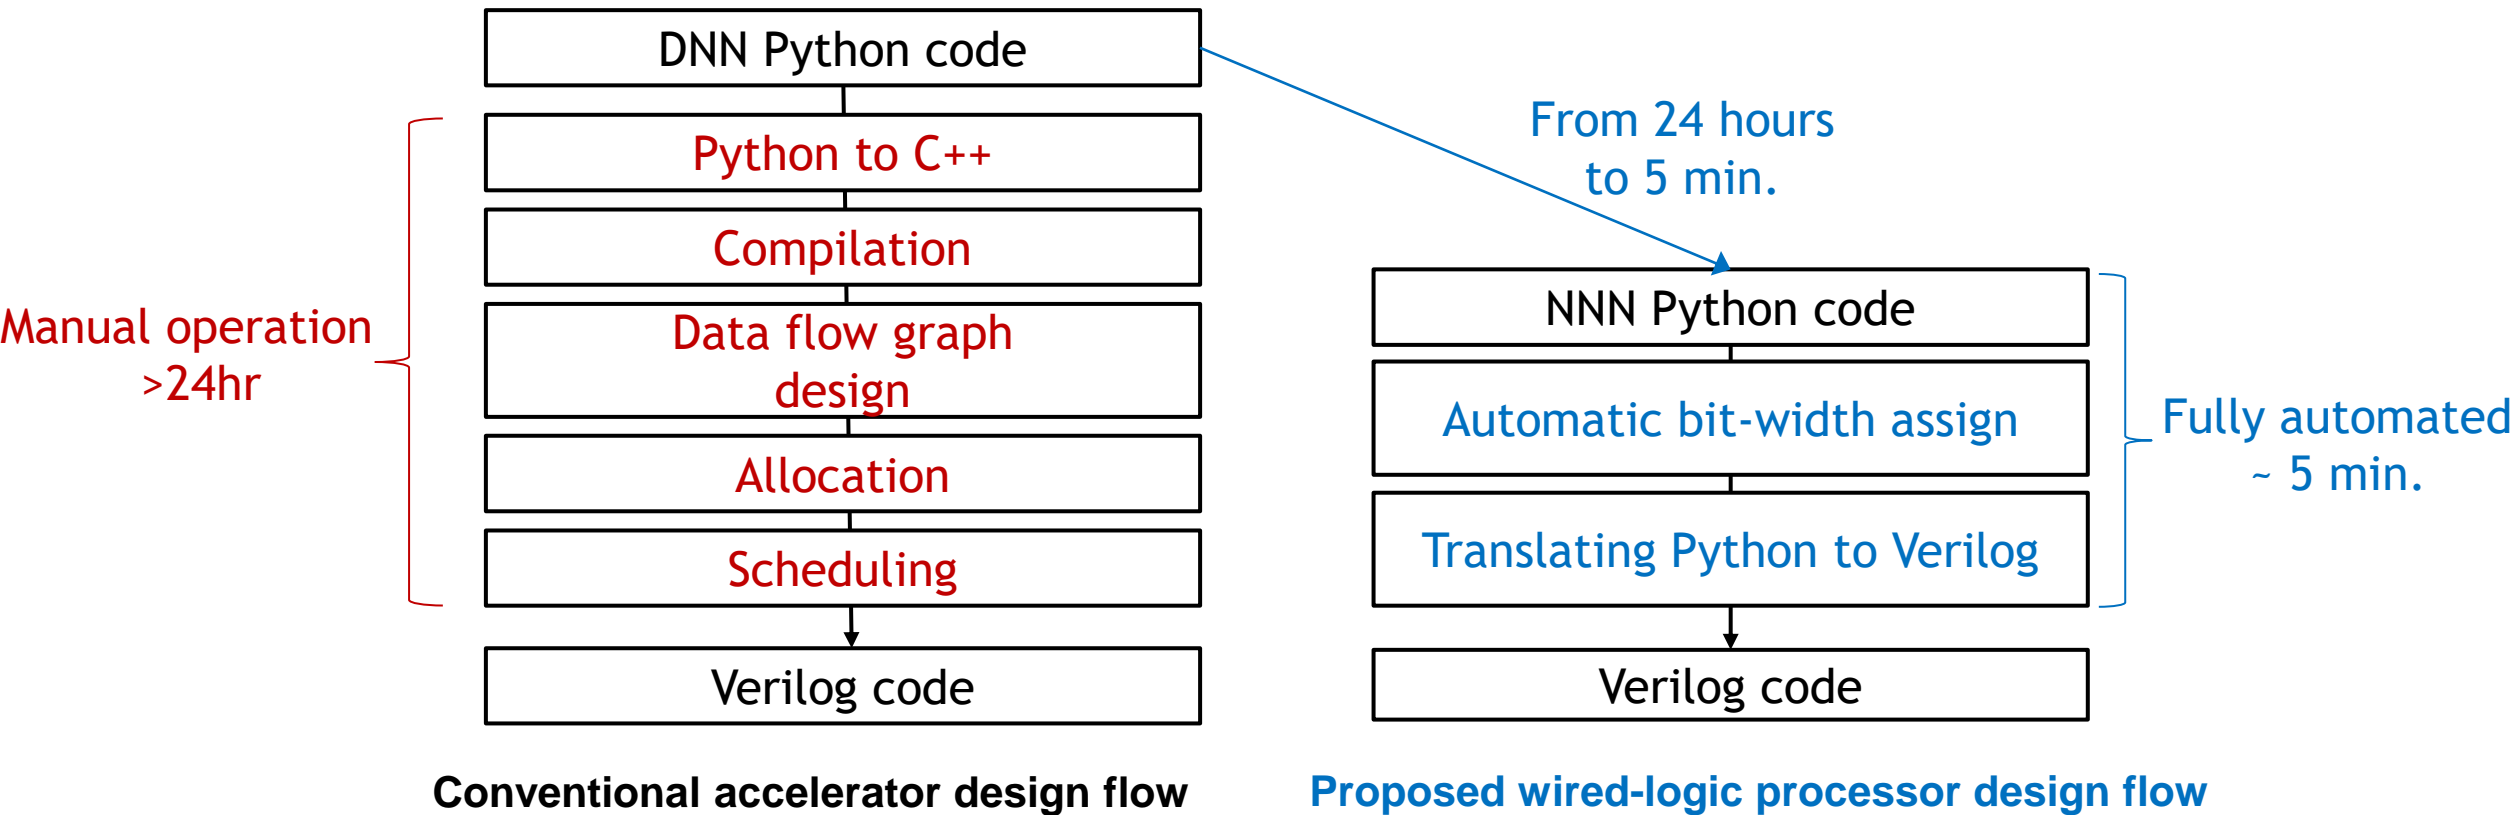 DNN Python code
Python to C++
Compilation
Data flow graph
design
Allocation
Scheduling
Verilog code
Manual operation
>24hr
Conventional accelerator design flow
From 24 hours
to 5 min.
NNN Python code
Automatic bit-width assign
Translating Python to Verilog
Verilog code
Fully automated
~ 5 min.
Proposed wired-logic processor design flow